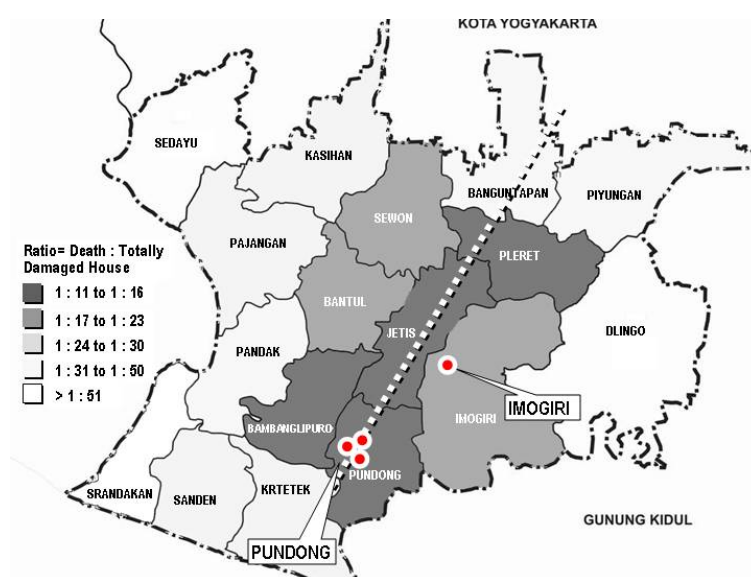 KOTA YOGYAKARTA
SEDAYU
KASIHAN
BANGUNTAPAN
PIYUNGAN
SEWON
PAJANGAN
PLERET
Ratio= Death : Totally
Damaged House
1 : 11 to 1 : 16
1 : 17 to 1 : 23
1 : 24 to 1 : 30
1 : 31 to 1 : 50
> 1 : 51
BANTUL
JETIS
DLINGO
PANDAK
IMOGIRI
IMOGIRI
BAMBANGLIPURO
PUNDONG
SRANDAKAN
SANDEN
KRTETEK
GUNUNG KIDUL
PUNDONG